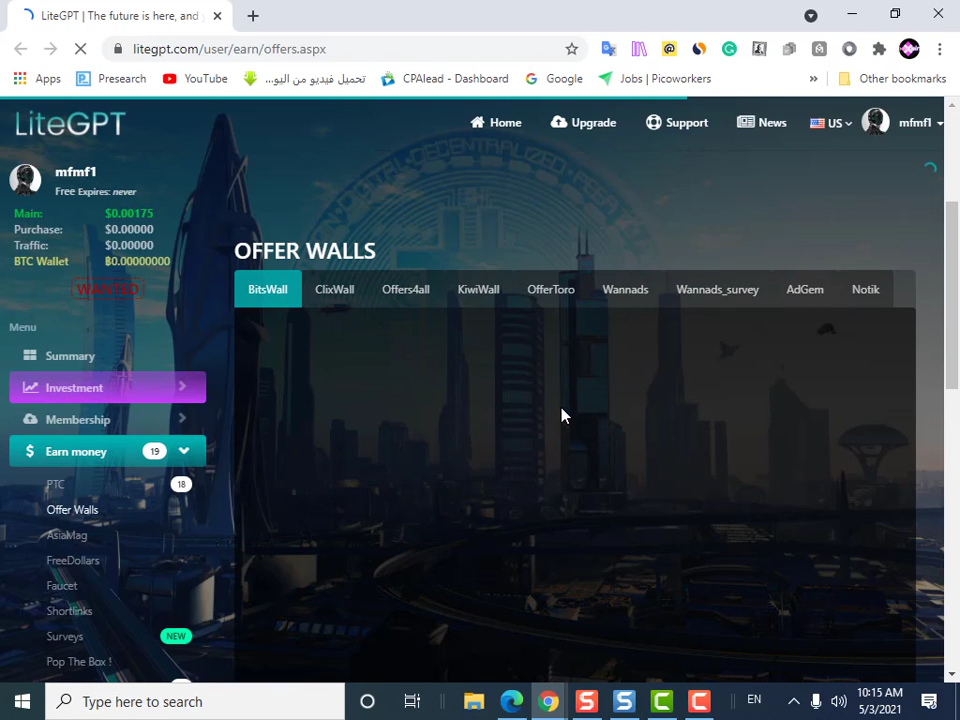 LiteGPT | The future is here, and
litegpt.com/user/earn/offers.aspx
Apps
Presearch
YouTube
تحميل فيديو من اليو...
CPAlead - Dashboard
Google
Jobs | Picoworkers
»
Other bookmarks
LiteGPT
Home
Upgrade
Support
News
US
mfmf1
mfmf1
Free Expires: never
Main: $0.00175
Purchase: $0.00000
Traffic: $0.00000
BTC Wallet ฿0.00000000
WANTED
Menu
Summary
Investment
Membership
Earn money 19
PTC 18
Offer Walls
AsiaMag
FreeDollars
Faucet
Shortlinks
Surveys NEW
Pop The Box !
DIGITAL DECENTRALIZED PEER
OFFER WALLS
BitsWall
ClixWall
Offers4all
KiwiWall
OfferToro
Wannads
Wannads_survey
AdGem
Notik
Type here to search
EN
10:15 AM
5/3/2021